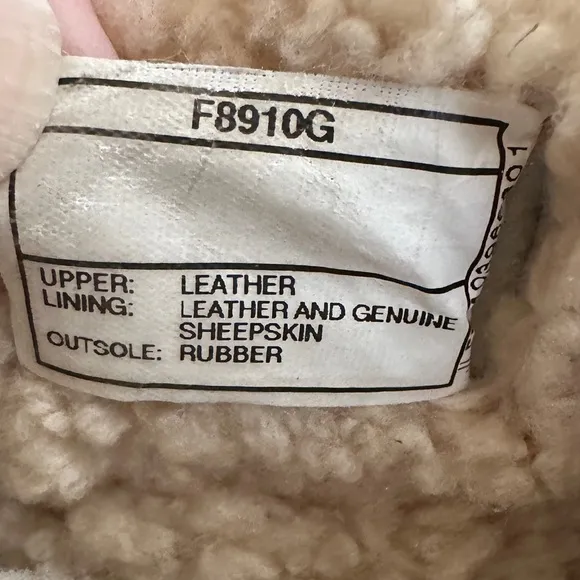 F8910G
UPPER: LEATHER
LINING: LEATHER AND GENUINE
SHEEPSKIN
OUTSOLE: RUBBER